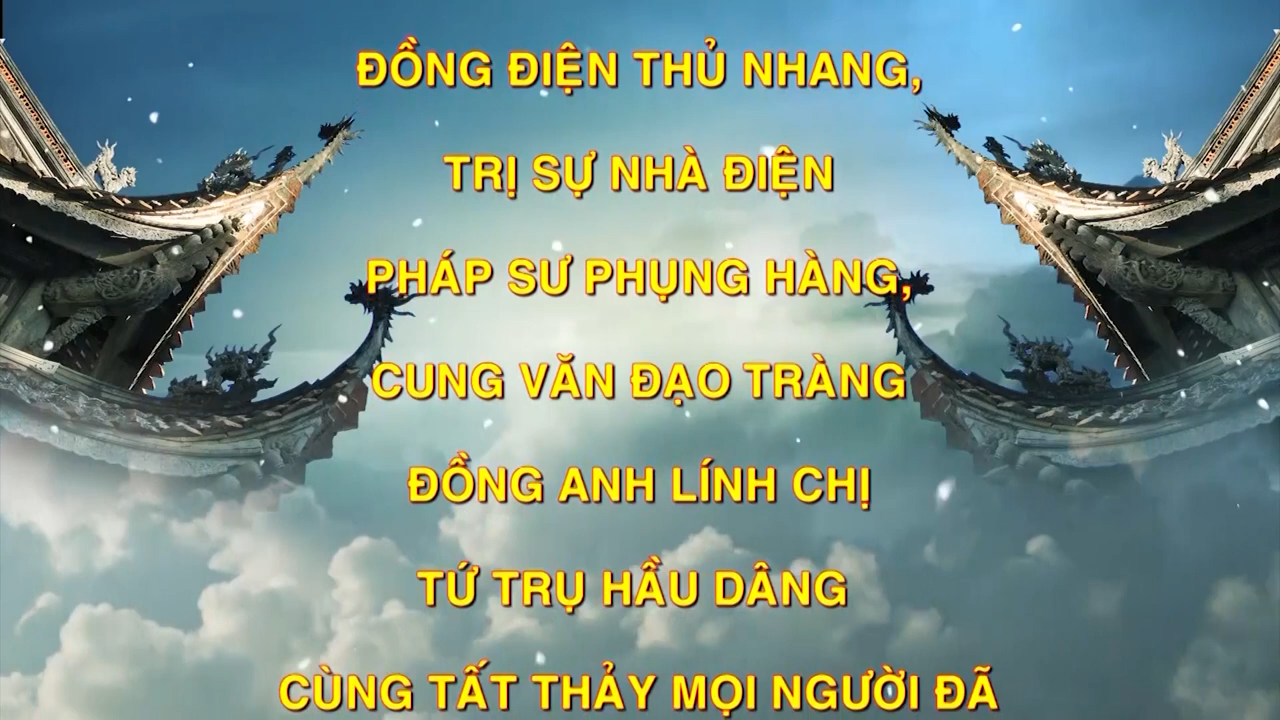 ĐỒNG ĐIỆN THỦ NHANG,
TRỊ SỰ NHÀ ĐIỆN
PHÁP SƯ PHỤNG HÀNG,
CUNG VĂN ĐẠO TRÀNG
ĐỒNG ANH LÍNH CHỊ
TỨ TRỤ HẦU DÂNG
CÙNG TẤT THẢY MỌI NGƯỜI ĐÃ